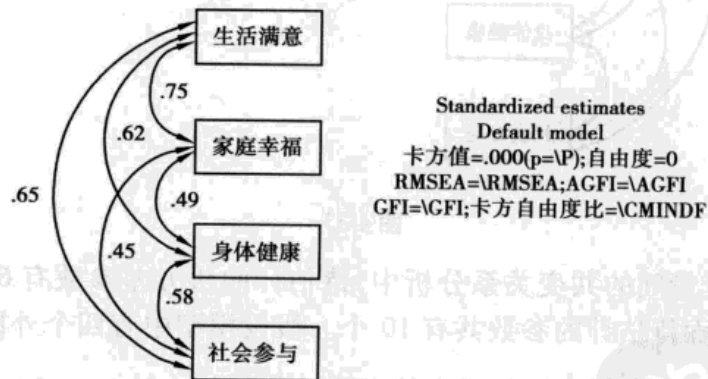 生活满意
.75
.62
家庭幸福
.65
.49
.45
身体健康
.58
社会参与
Standardized estimates
Default model
卡方值=.000(p=\P);自由度=0
RMSEA=\RMSEA;AGFI=\AGFI
GFI=\GFI;卡方自由度比=\CMINDF